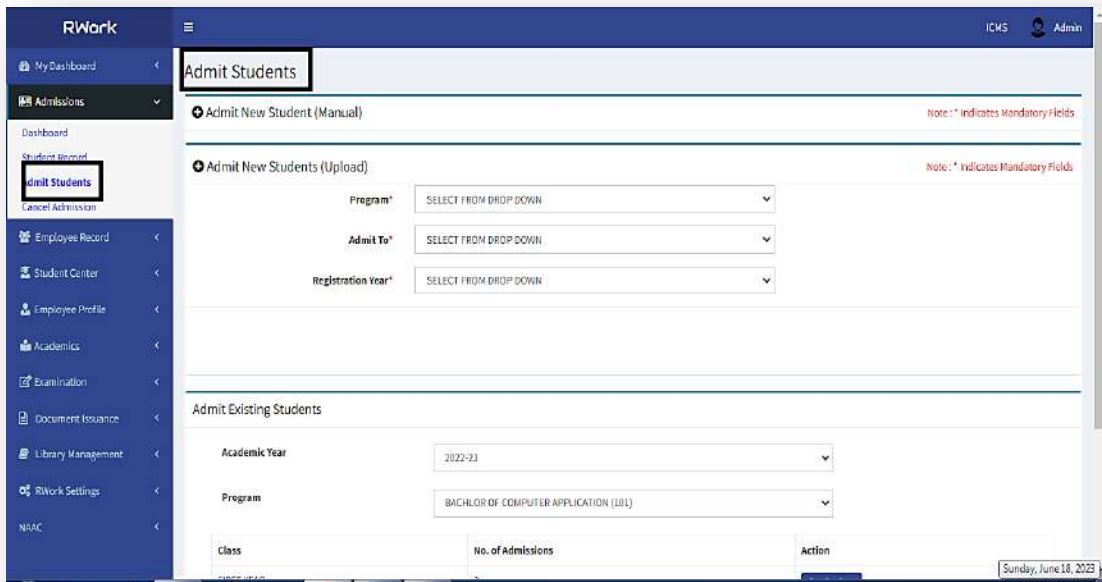 RWork
ICMS Admin
My Dashboard
Admissions
Dashboard
Student Record
Admit Students
Cancel Admission
Employee Record
Student Center
Employee Profile
Academics
Examination
Document Issuance
Library Management
RWork Settings
NAAC
Admit Students
Admit New Student (Manual) Note : * Indicates Mandatory Fields
Admit New Students (Upload) Note : * Indicates Mandatory Fields
Program* SELECT FROM DROP DOWN
Admit To* SELECT FROM DROP DOWN
Registration Year* SELECT FROM DROP DOWN
Admit Existing Students
Academic Year 2022-23
Program BACHLOR OF COMPUTER APPLICATION (101)
Class No. of Admissions Action
FIRST YEAR
Sunday, June 18, 2023